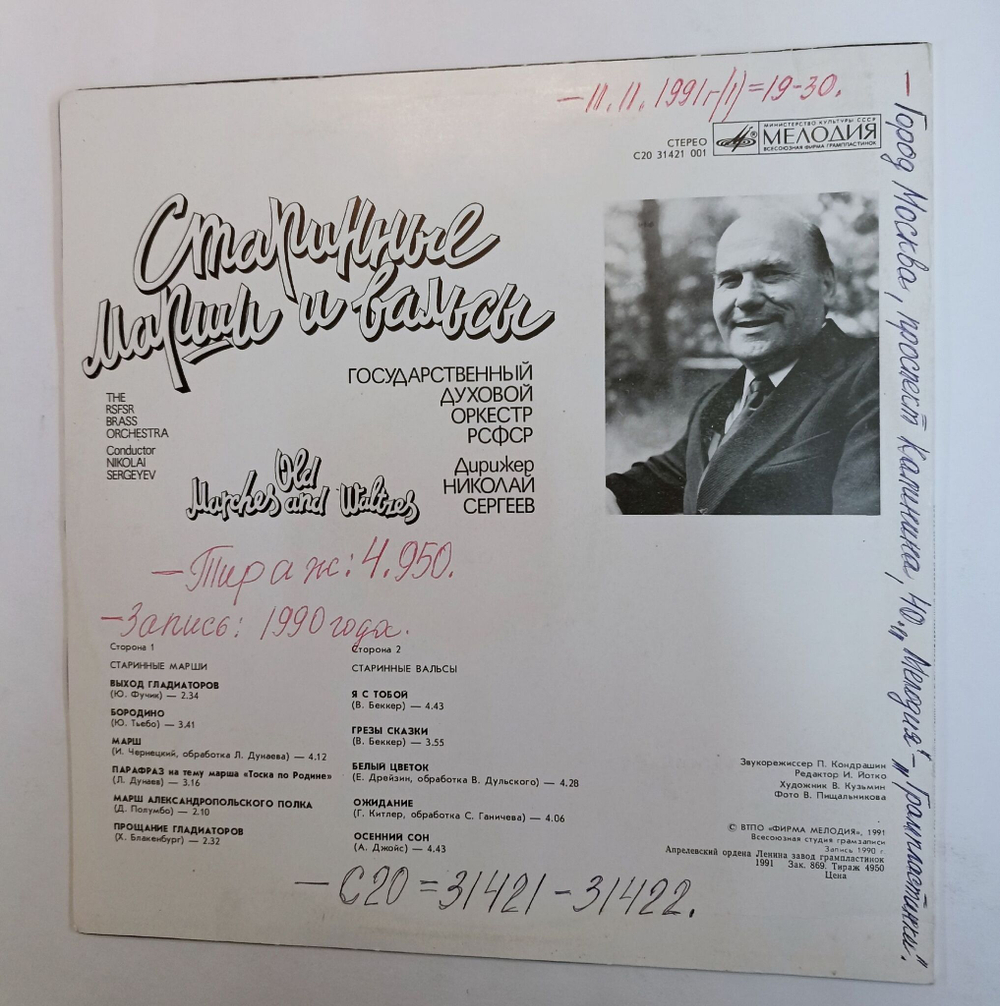 – 11. 11. 1991 г (1) = 19-30.
СТЕРЕО
С20 31421 001
МИНИСТЕРСТВО КУЛЬТУРЫ СССР
МЕЛОДИЯ
ВСЕСОЮЗНАЯ ФИРМА ГРАМПЛАСТИНОК
– Город Москва, проспект Калинина, 40 „Мелодия" – „Грампластинки."
Старинные
марши и вальсы
ГОСУДАРСТВЕННЫЙ
ДУХОВОЙ
ОРКЕСТР
РСФСР
Дирижер
НИКОЛАЙ
СЕРГЕЕВ
THE
RSFSR
BRASS
ORCHESTRA
Conductor
NIKOLAI
SERGEYEV
Old
Marches and Waltzes
– Тираж: 4.950.
– Запись: 1990 года.
Сторона 1
СТАРИННЫЕ МАРШИ
ВЫХОД ГЛАДИАТОРОВ
(Ю. Фучик) — 2.34
БОРОДИНО
(Ю. Тьебо) — 3.41
МАРШ
(И. Чернецкий, обработка Л. Дунаева) — 4.12
ПАРАФРАЗ на тему марша «Тоска по Родине»
(Л. Дунаев) — 3.16
МАРШ АЛЕКСАНДРОПОЛЬСКОГО ПОЛКА
(Д. Полумбо) — 2.10
ПРОЩАНИЕ ГЛАДИАТОРОВ
(Х. Блакенбург) — 2.32
Сторона 2
СТАРИННЫЕ ВАЛЬСЫ
Я С ТОБОЙ
(В. Беккер) — 4.43
ГРЕЗЫ СКАЗКИ
(В. Беккер) — 3.55
БЕЛЫЙ ЦВЕТОК
(Е. Дрейзин, обработка В. Дульского) — 4.28
ОЖИДАНИЕ
(Г. Китлер, обработка С. Ганичева) — 4.06
ОСЕННИЙ СОН
(А. Джойс) — 4.43
Звукорежиссер П. Кондрашин
Редактор И. Йотко
Художник В. Кузьмин
Фото В. Пищальникова
© ВТПО «ФИРМА МЕЛОДИЯ», 1991
Всесоюзная студия грамзаписи
Запись 1990 г.
Апрелевский ордена Ленина завод грампластинок
1991 Зак. 869. Тираж 4950
Цена
– С20 = 31421 – 31422.